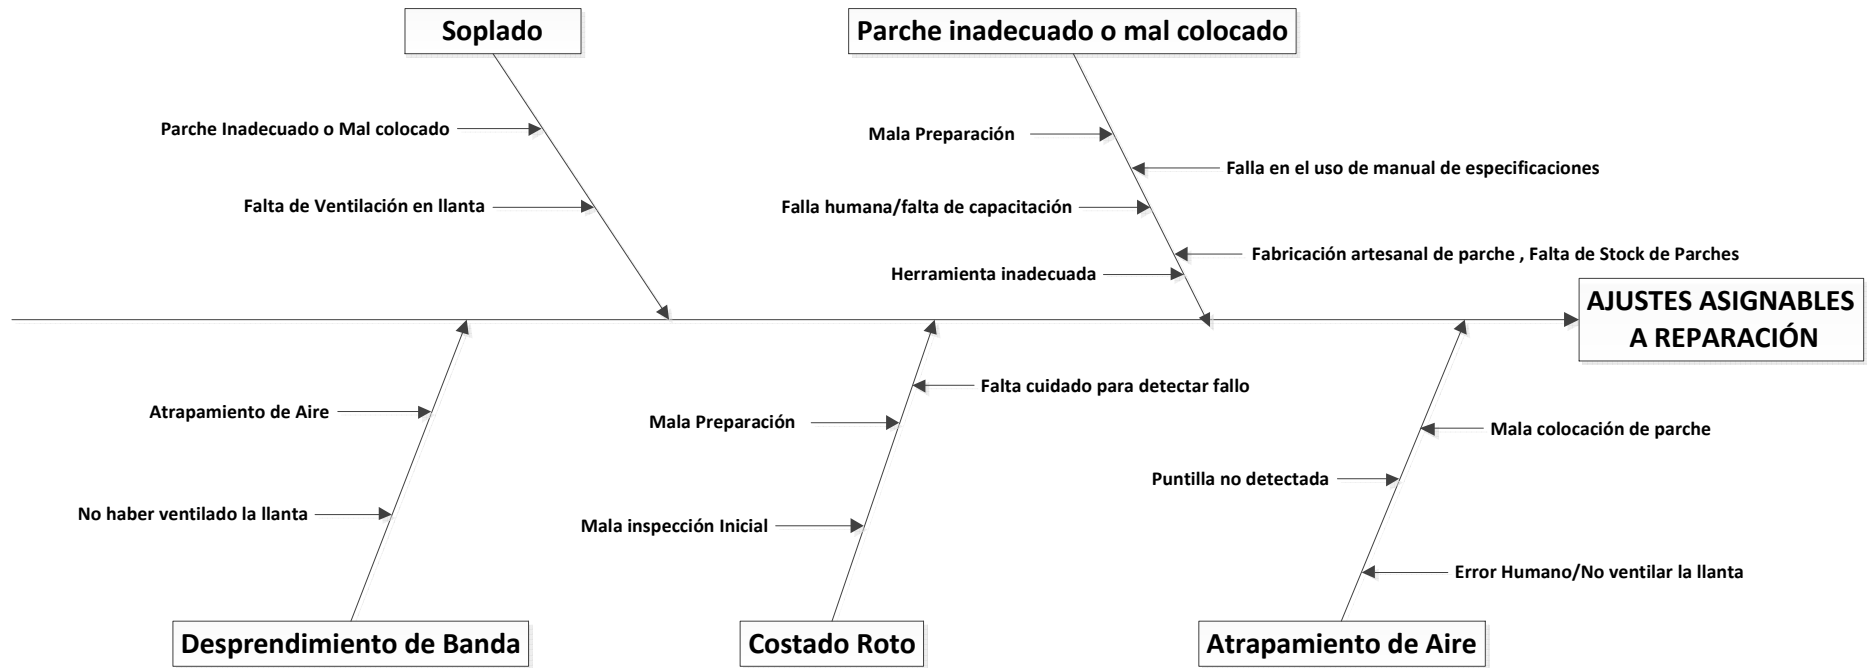 Soplado
Parche inadecuado o mal colocado
Parche Inadecuado o Mal colocado
Mala Preparación
Falla en el uso de manual de especificaciones
Falta de Ventilación en llanta
Falla humana/falta de capacitación
Fabricación artesanal de parche , Falta de Stock de Parches
Herramienta inadecuada
AJUSTES ASIGNABLES
A REPARACIÓN
Falta cuidado para detectar fallo
Atrapamiento de Aire
Mala Preparación
Mala colocación de parche
Puntilla no detectada
No haber ventilado la llanta
Mala inspección Inicial
Error Humano/No ventilar la llanta
Desprendimiento de Banda
Costado Roto
Atrapamiento de Aire